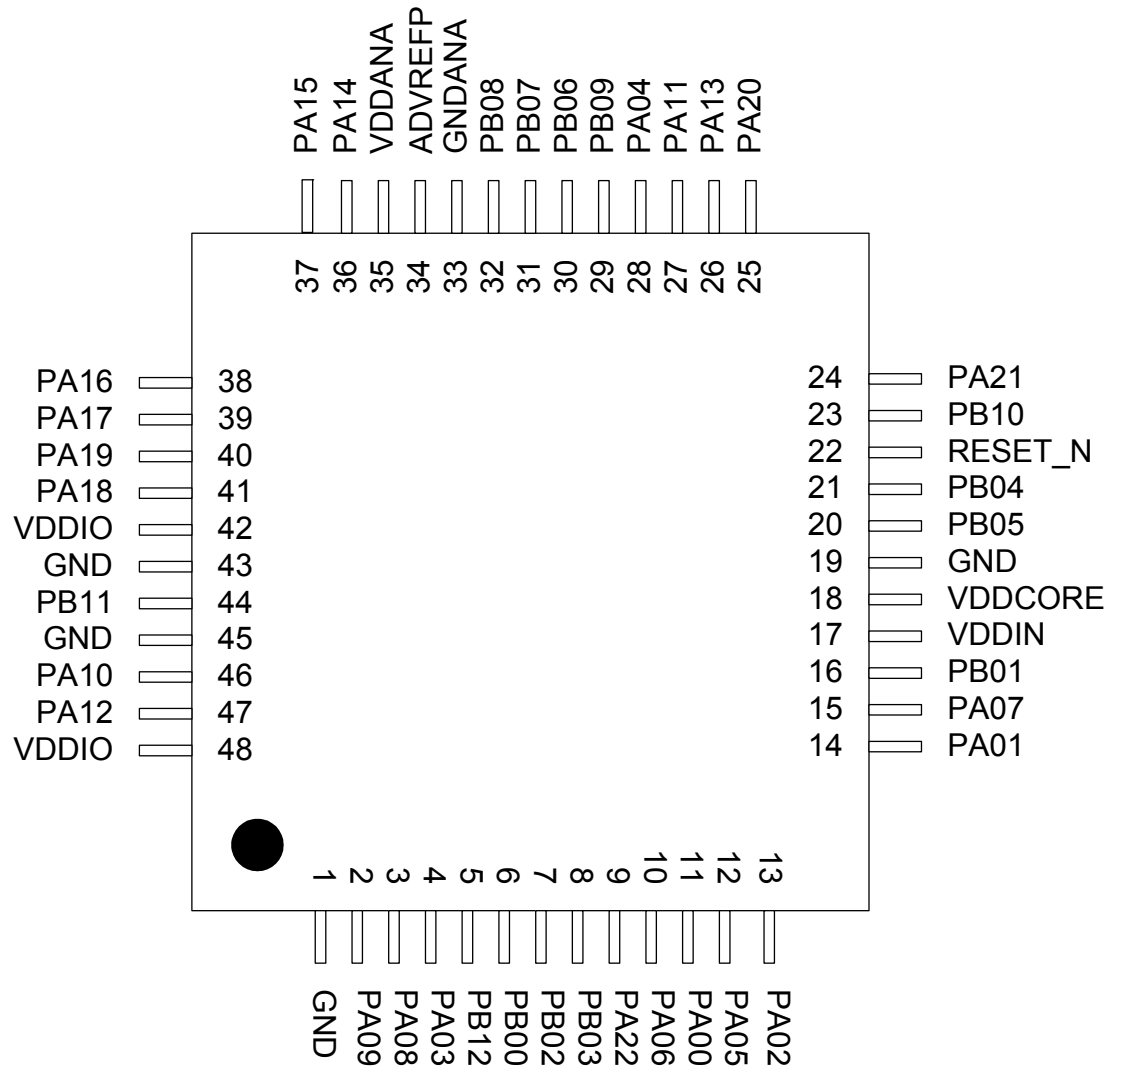 PA15 PA14 VDDANA ADVREFP GNDANA PB08 PB07 PB06 PB09 PA04 PA11 PA13 PA20
37 36 35 34 33 32 31 30 29 28 27 26 25
PA16 38
PA17 39
PA19 40
PA18 41
VDDIO 42
GND 43
PB11 44
GND 45
PA10 46
PA12 47
VDDIO 48
24 PA21
23 PB10
22 RESET_N
21 PB04
20 PB05
19 GND
18 VDDCORE
17 VDDIN
16 PB01
15 PA07
14 PA01
1 2 3 4 5 6 7 8 9 10 11 12 13
GND PA09 PA08 PA03 PB12 PB00 PB02 PB03 PA22 PA06 PA00 PA05 PA02